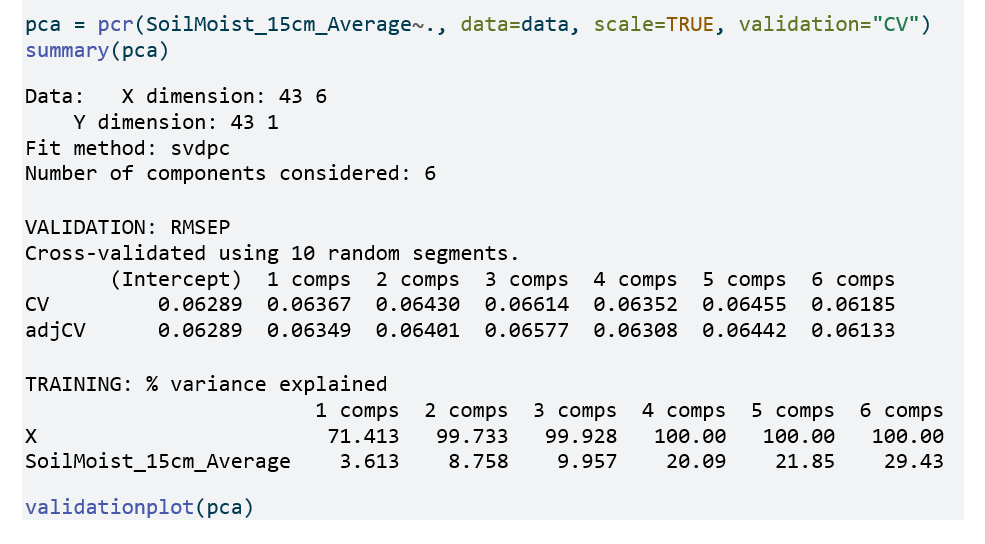 pca = pcr(SoilMoist_15cm_Average~., data=data, scale=TRUE, validation="CV")
summary(pca)
Data:   X dimension: 43 6
    Y dimension: 43 1
Fit method: svdpc
Number of components considered: 6
VALIDATION: RMSEP
Cross-validated using 10 random segments.
       (Intercept)  1 comps  2 comps  3 comps  4 comps  5 comps  6 comps
CV         0.06289  0.06367  0.06430  0.06614  0.06352  0.06455  0.06185
adjCV      0.06289  0.06349  0.06401  0.06577  0.06308  0.06442  0.06133
TRAINING: % variance explained
                        1 comps  2 comps  3 comps  4 comps  5 comps  6 comps
X                        71.413   99.733   99.928   100.00   100.00   100.00
SoilMoist_15cm_Average    3.613    8.758    9.957    20.09    21.85    29.43
validationplot(pca)